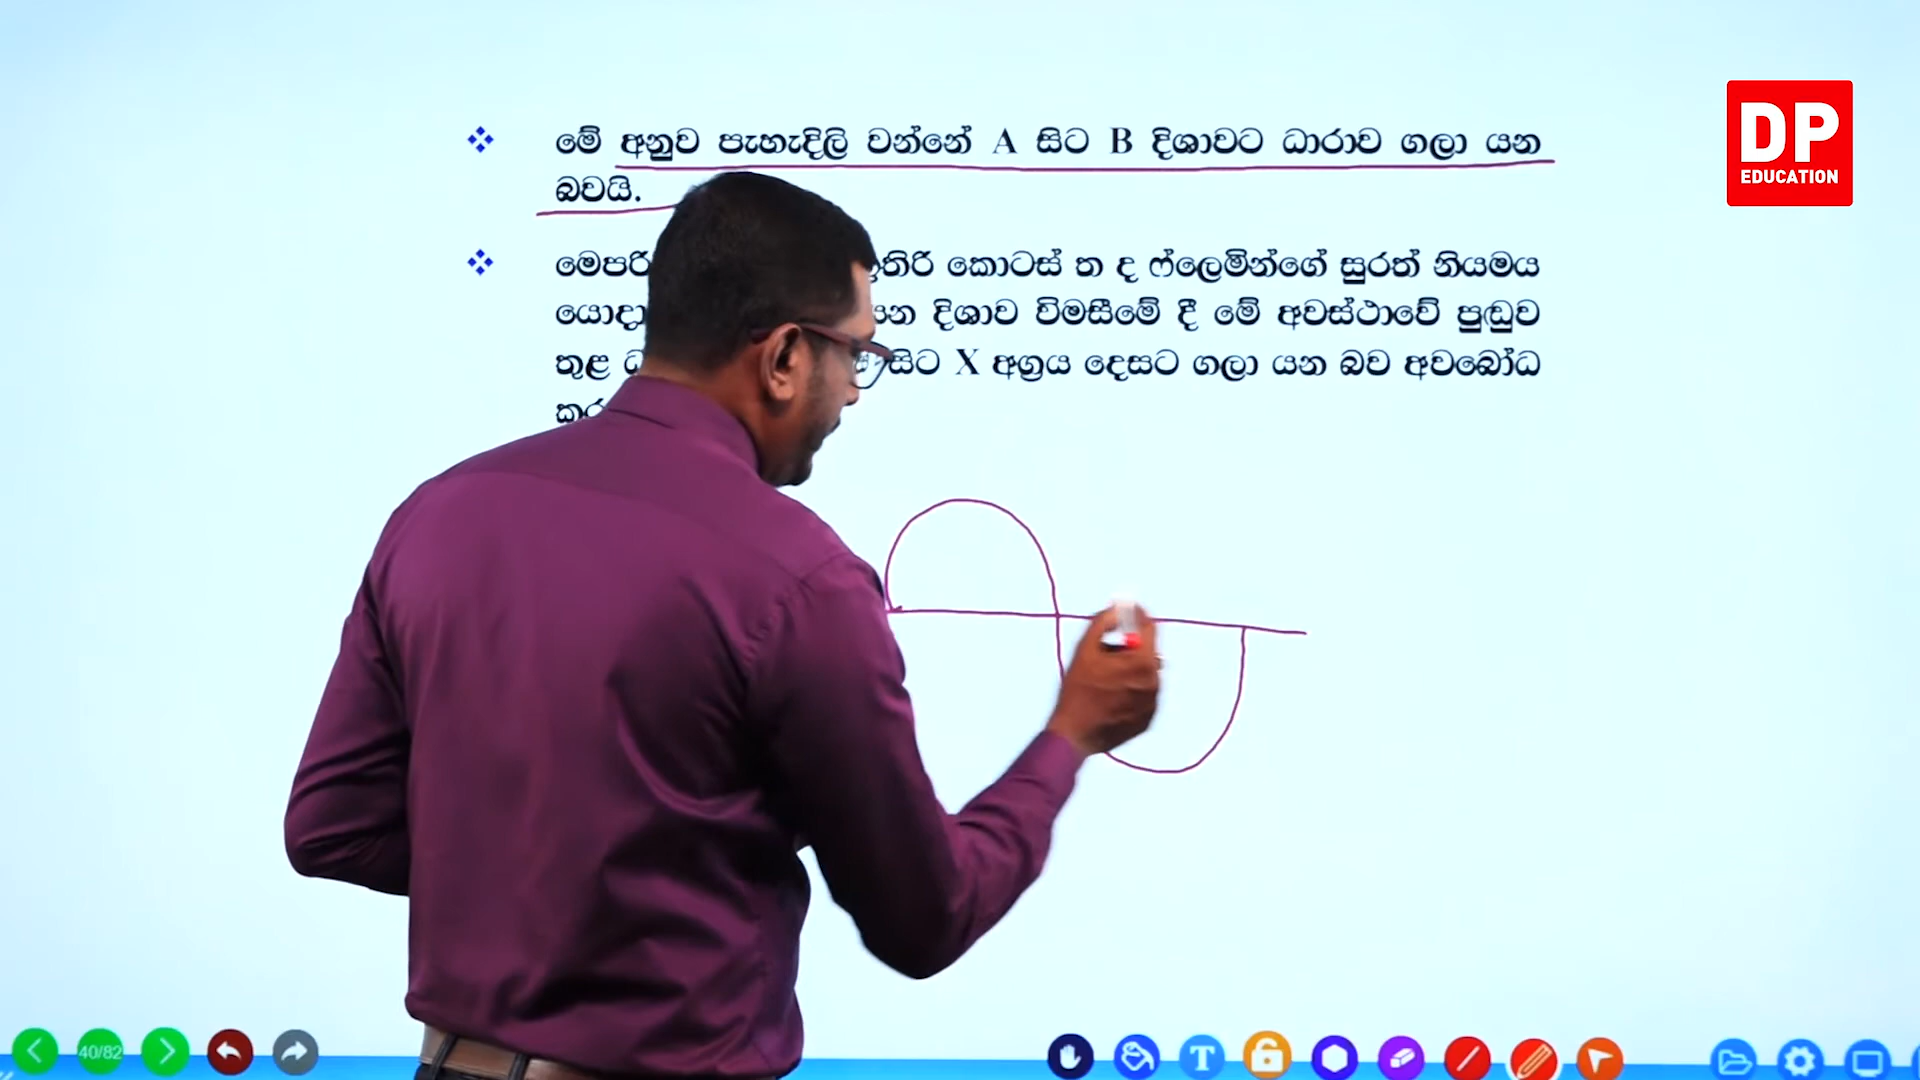 මේ අනුව පැහැදිලි වන්නේ A සිට B දිශාවට ධාරාව ගලා යන
බවයි.
කොටස් ත ද ෆ්ලෙමින්ගේ සුරත් නියමය
දිශාව විමසීමේ දී මේ අවස්ථාවේ පුඬුව
තුළ සිට X අග්‍රය දෙසට ගලා යන බව අවබෝධ
DP
EDUCATION
40/82
T